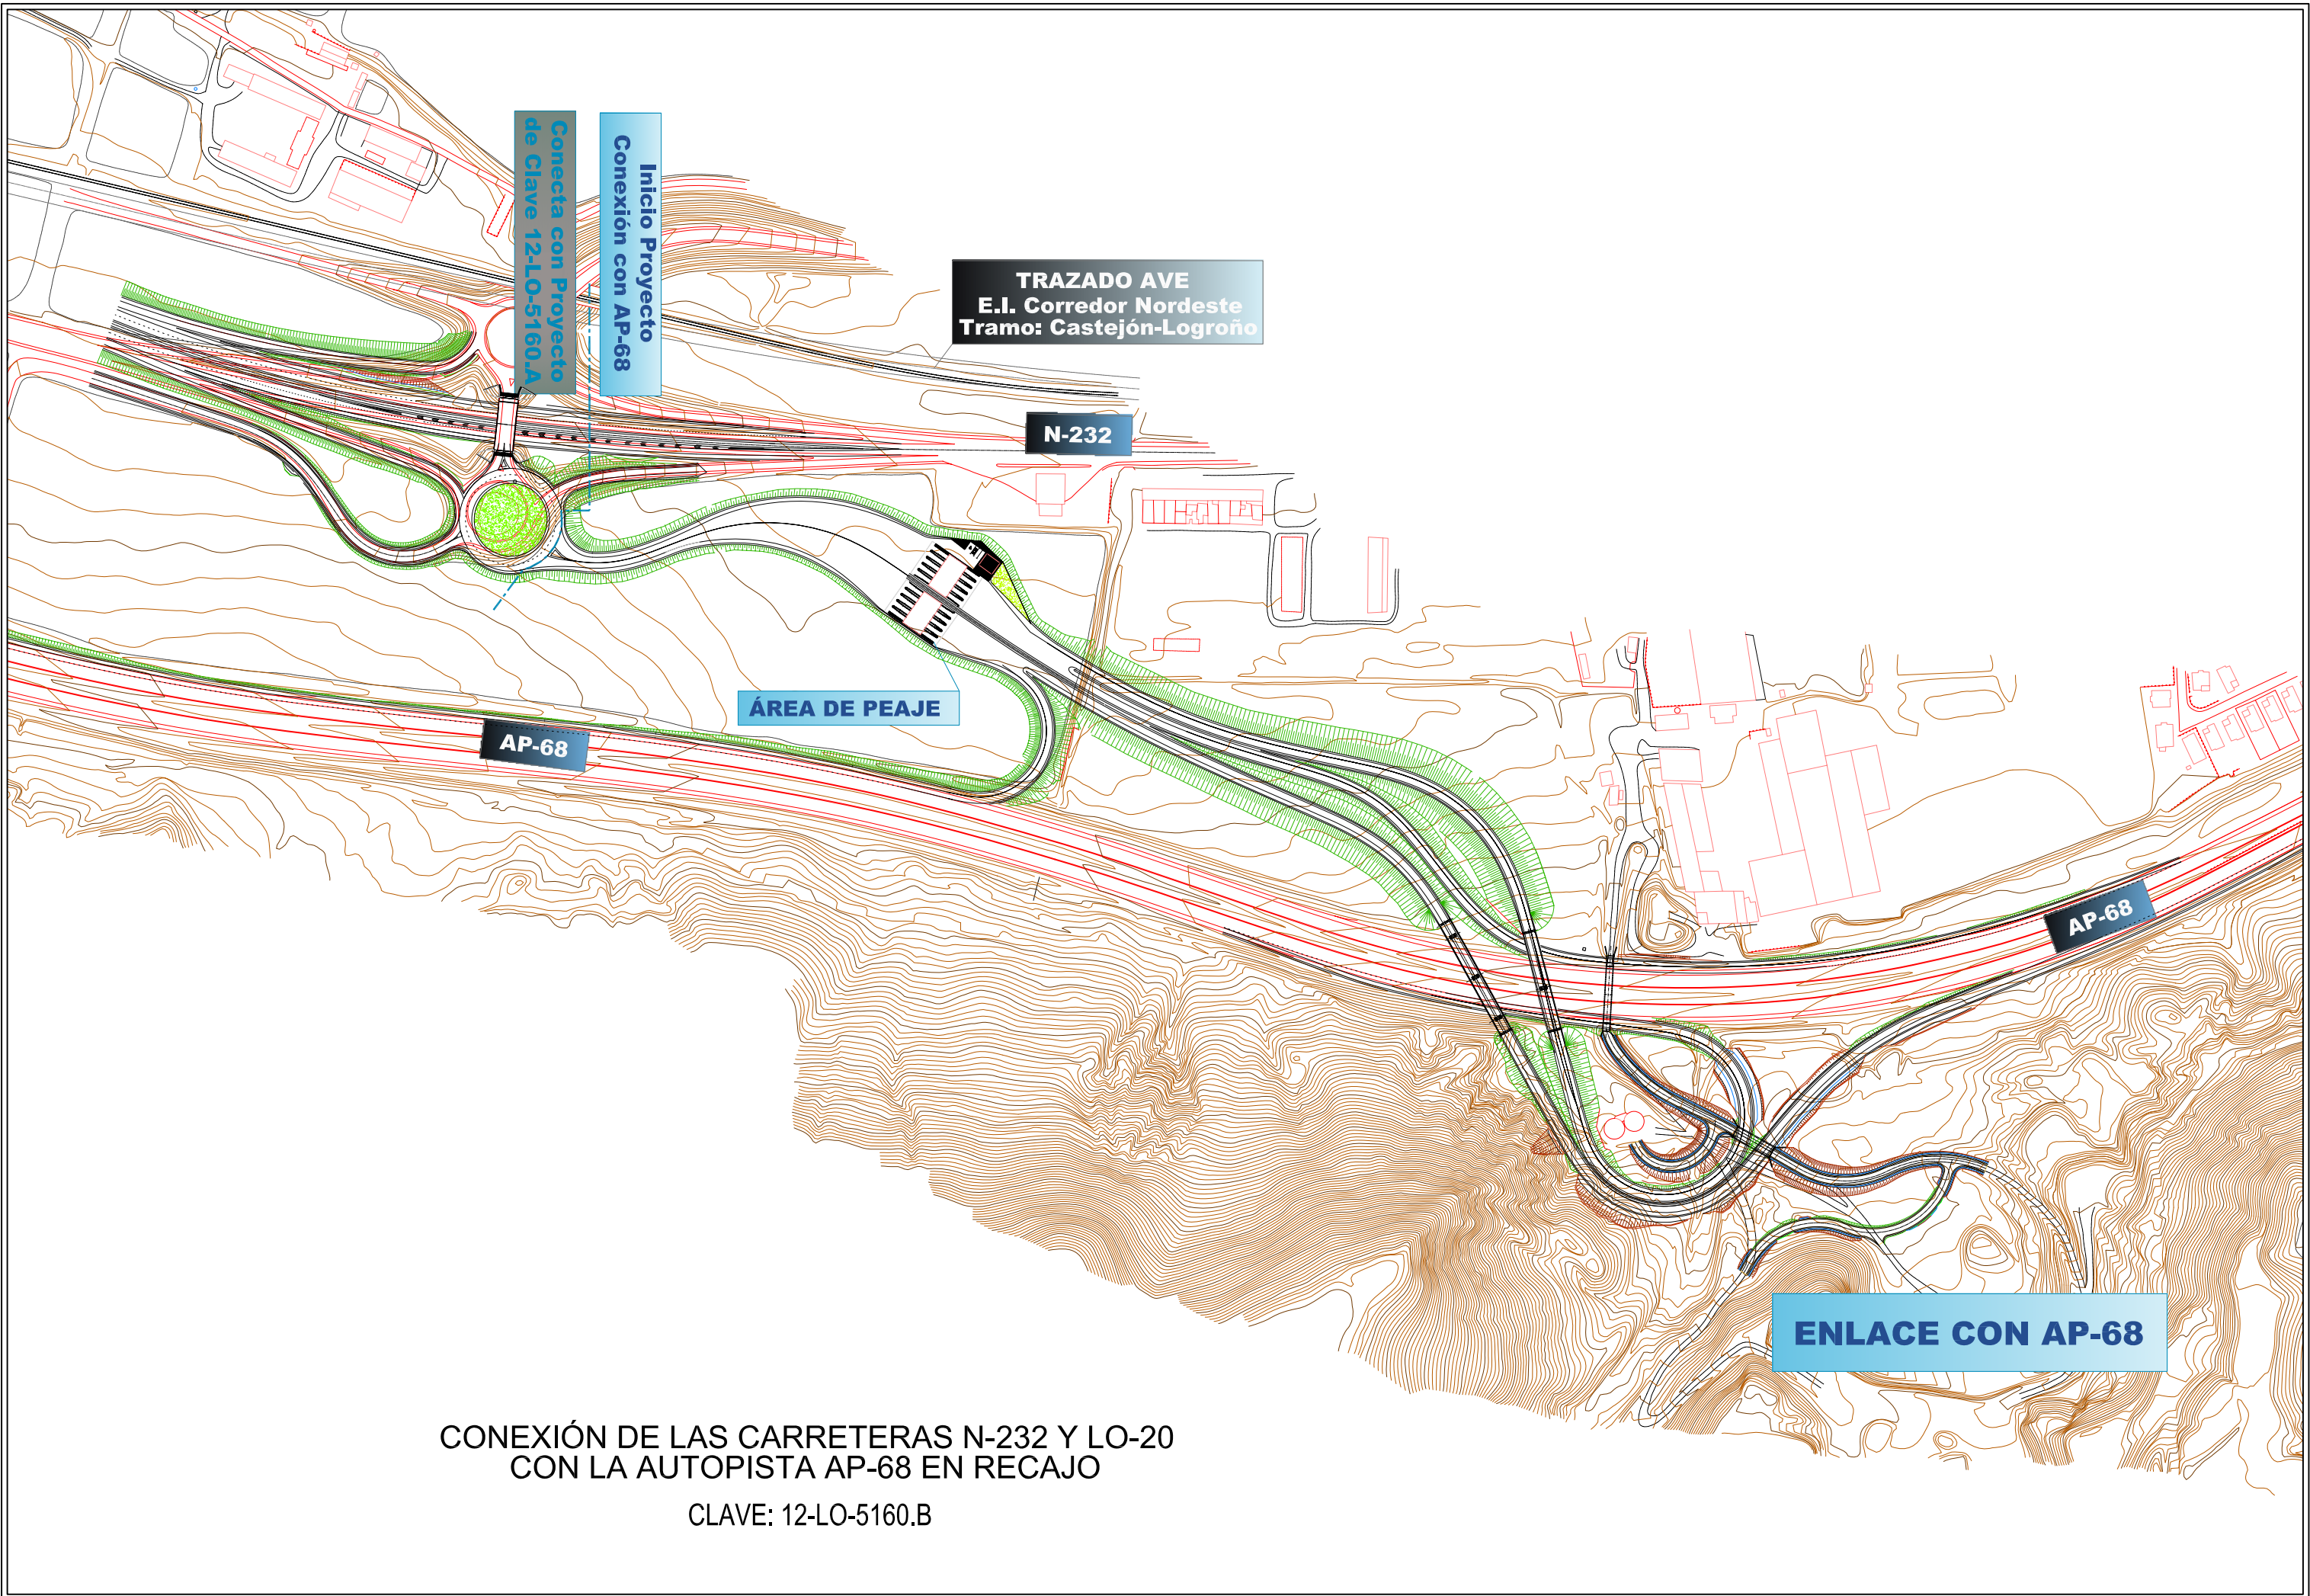 Conecta con Proyecto
de Clave 12-LO-5160.A
Inicio Proyecto
Conexión con AP-68
TRAZADO AVE
E.I. Corredor Nordeste
Tramo: Castejón-Logroño
N-232
ÁREA DE PEAJE
AP-68
AP-68
ENLACE CON AP-68
CONEXIÓN DE LAS CARRETERAS N-232 Y LO-20
CON LA AUTOPISTA AP-68 EN RECAJO
CLAVE: 12-LO-5160.B